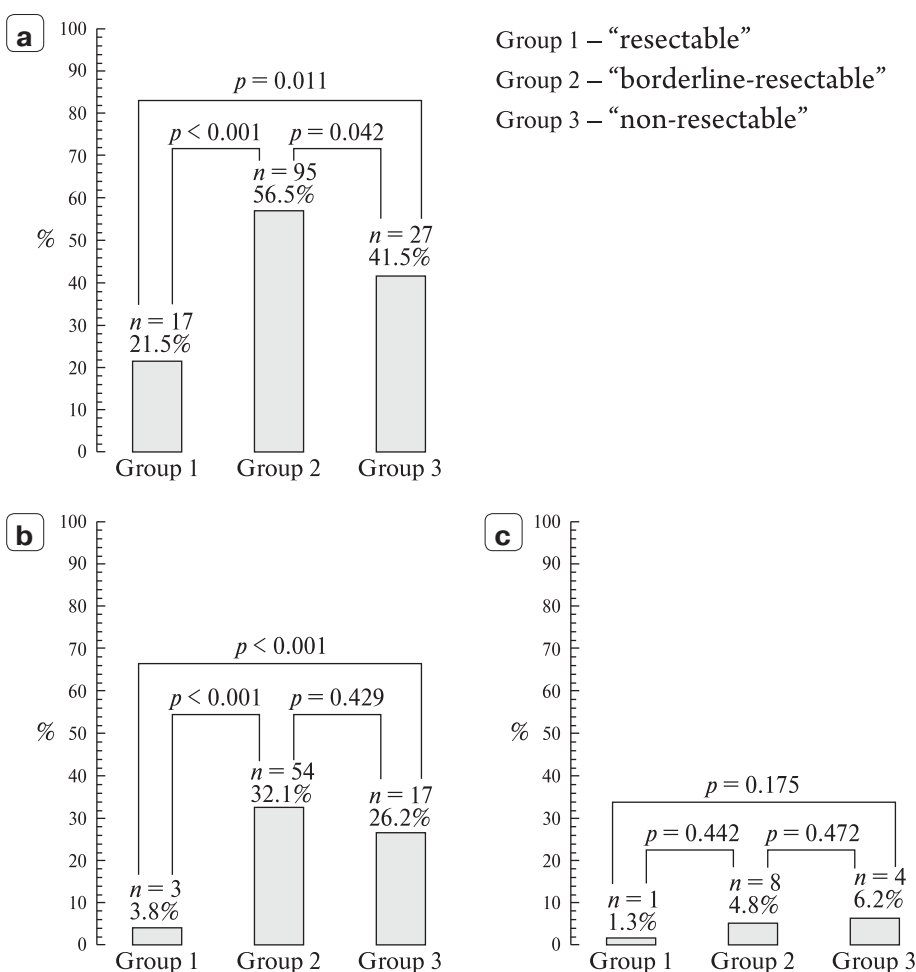 a
100
90
80
70
60
50
40
30
20
10
0
%
p = 0.011
p < 0.001 p = 0.042
n = 95
56.5%
n = 27
41.5%
n = 17
21.5%
Group 1 Group 2 Group 3
Group 1 – “resectable”
Group 2 – “borderline-resectable”
Group 3 – “non-resectable”
b
100
90
80
70
60
50
40
30
20
10
0
%
p < 0.001
p < 0.001 p = 0.429
n = 54
32.1%
n = 17
26.2%
n = 3
3.8%
Group 1 Group 2 Group 3
c
100
90
80
70
60
50
40
30
20
10
0
%
p = 0.175
p = 0.442 p = 0.472
n = 1
1.3%
n = 8
4.8%
n = 4
6.2%
Group 1 Group 2 Group 3